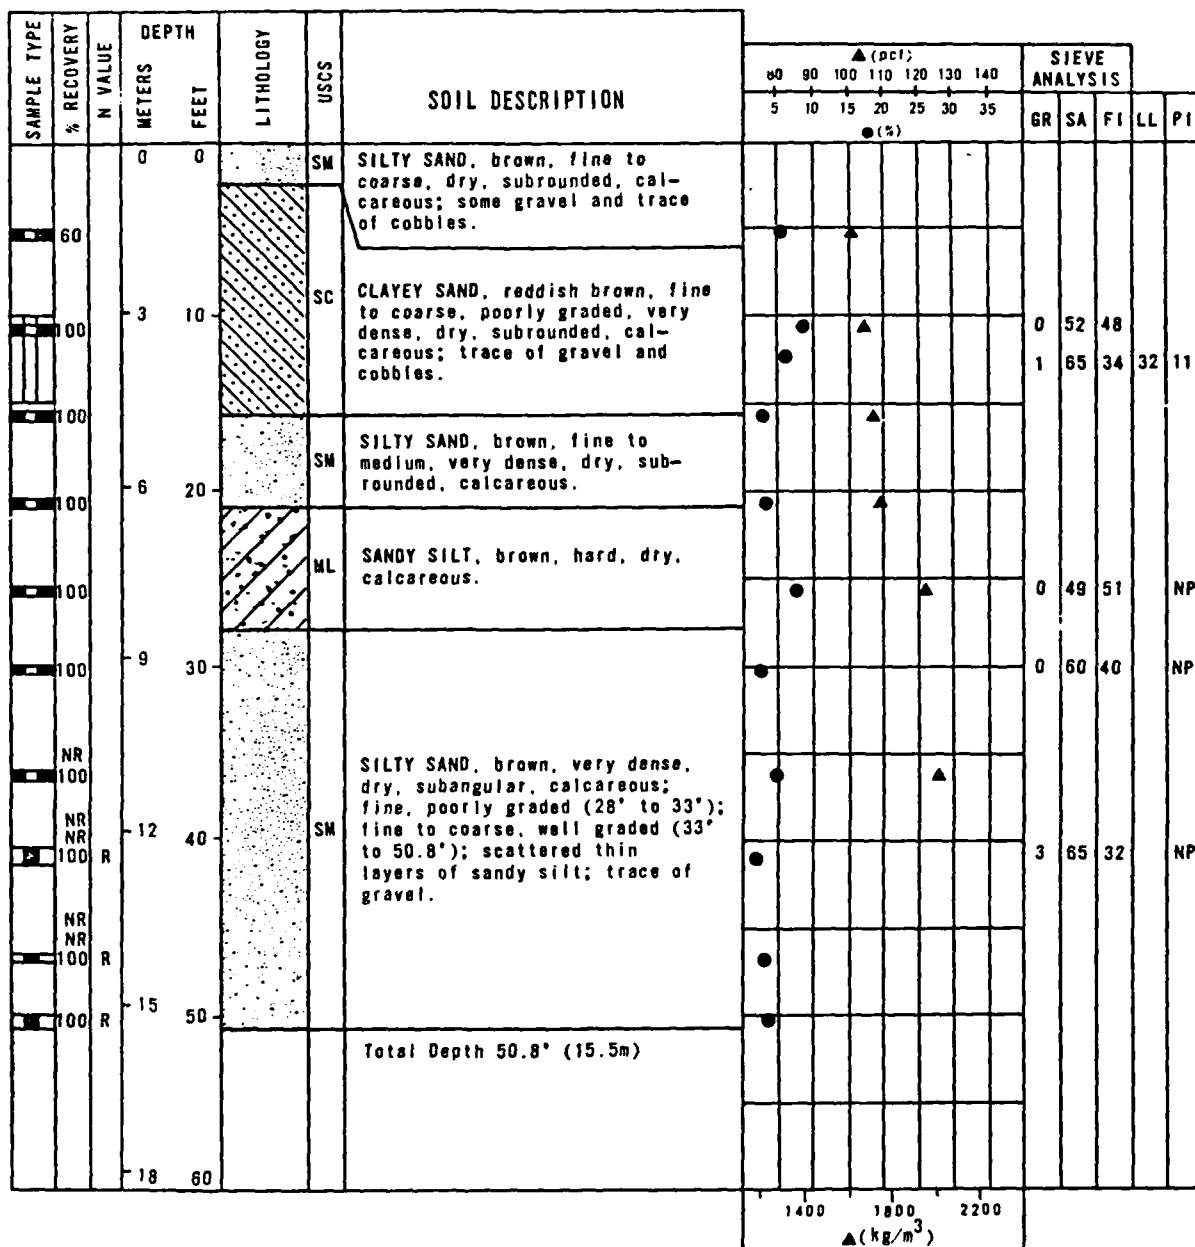 SAMPLE TYPE
% RECOVERY
N VALUE
DEPTH
METERS
FEET
LITHOLOGY
USCS
SOIL DESCRIPTION
▲ (pcf)
80 90 100 110 120 130 140
5 10 15 20 25 30 35
● (%)
SIEVE
ANALYSIS
GR SA FI LL PI
0 0
SM
SILTY SAND, brown, fine to
coarse, dry, subrounded, cal-
careous; some gravel and trace
of cobbles.
60
SC
CLAYEY SAND, reddish brown, fine
to coarse, poorly graded, very
dense, dry, subrounded, cal-
careous; trace of gravel and
cobbles.
3 10
100
0 52 48
1 65 34 32 11
100
SM
SILTY SAND, brown, fine to
medium, very dense, dry, sub-
rounded, calcareous.
6 20
100
ML
SANDY SILT, brown, hard, dry,
calcareous.
100
0 49 51 NP
9 30
100
0 60 40 NP
NR
100
SM
SILTY SAND, brown, very dense,
dry, subangular, calcareous;
fine, poorly graded (28' to 33');
fine to coarse, well graded (33'
to 50.8'); scattered thin
layers of sandy silt; trace of
gravel.
NR
NR
12 40
100 R
3 65 32 NP
NR
NR
100 R
15 50
100 R
Total Depth 50.8' (15.5m)
18 60
1400 1800 2200
▲ (kg/m³)